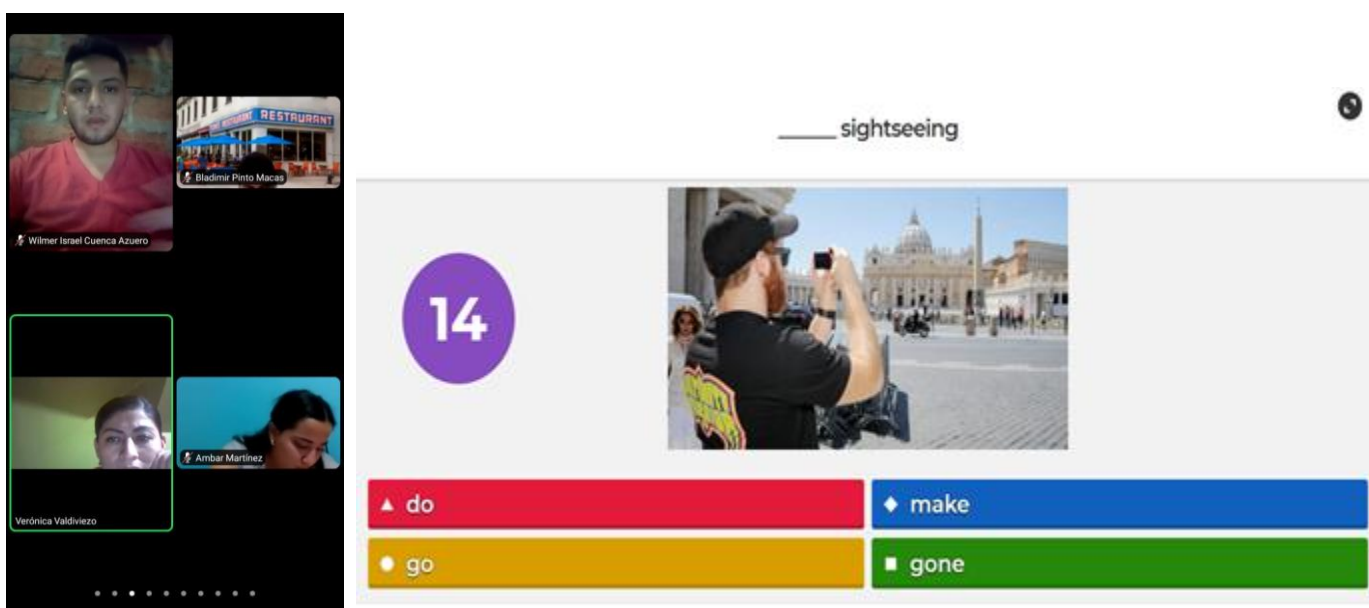 RESTAURANT
RESTAURANT
Bladimir Pinto Macas
Wilmer Israel Cuenca Azuero
Verónica Valdiviezo
Ambar Martínez
_____ sightseeing
14
do
make
go
gone